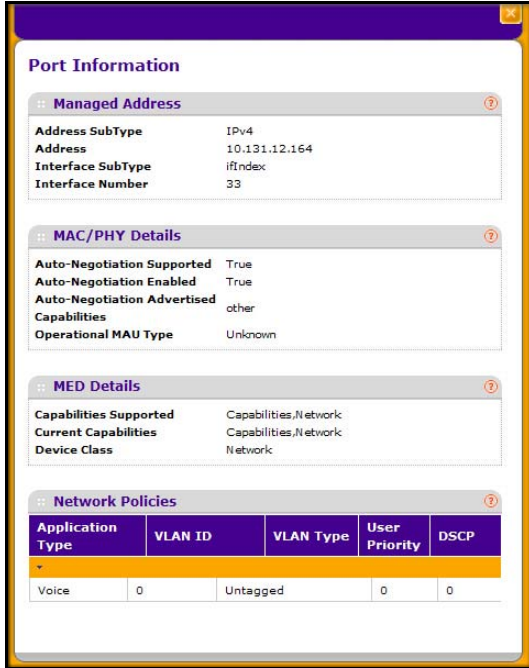 Port Information
Managed Address
Address SubType IPv4
Address 10.131.12.164
Interface SubType ifIndex
Interface Number 33
MAC/PHY Details
Auto-Negotiation Supported True
Auto-Negotiation Enabled True
Auto-Negotiation Advertised
Capabilities other
Operational MAU Type Unknown
MED Details
Capabilities Supported Capabilities,Network
Current Capabilities Capabilities,Network
Device Class Network
Network Policies
Application Type VLAN ID VLAN Type User Priority DSCP
Voice 0 Untagged 0 0